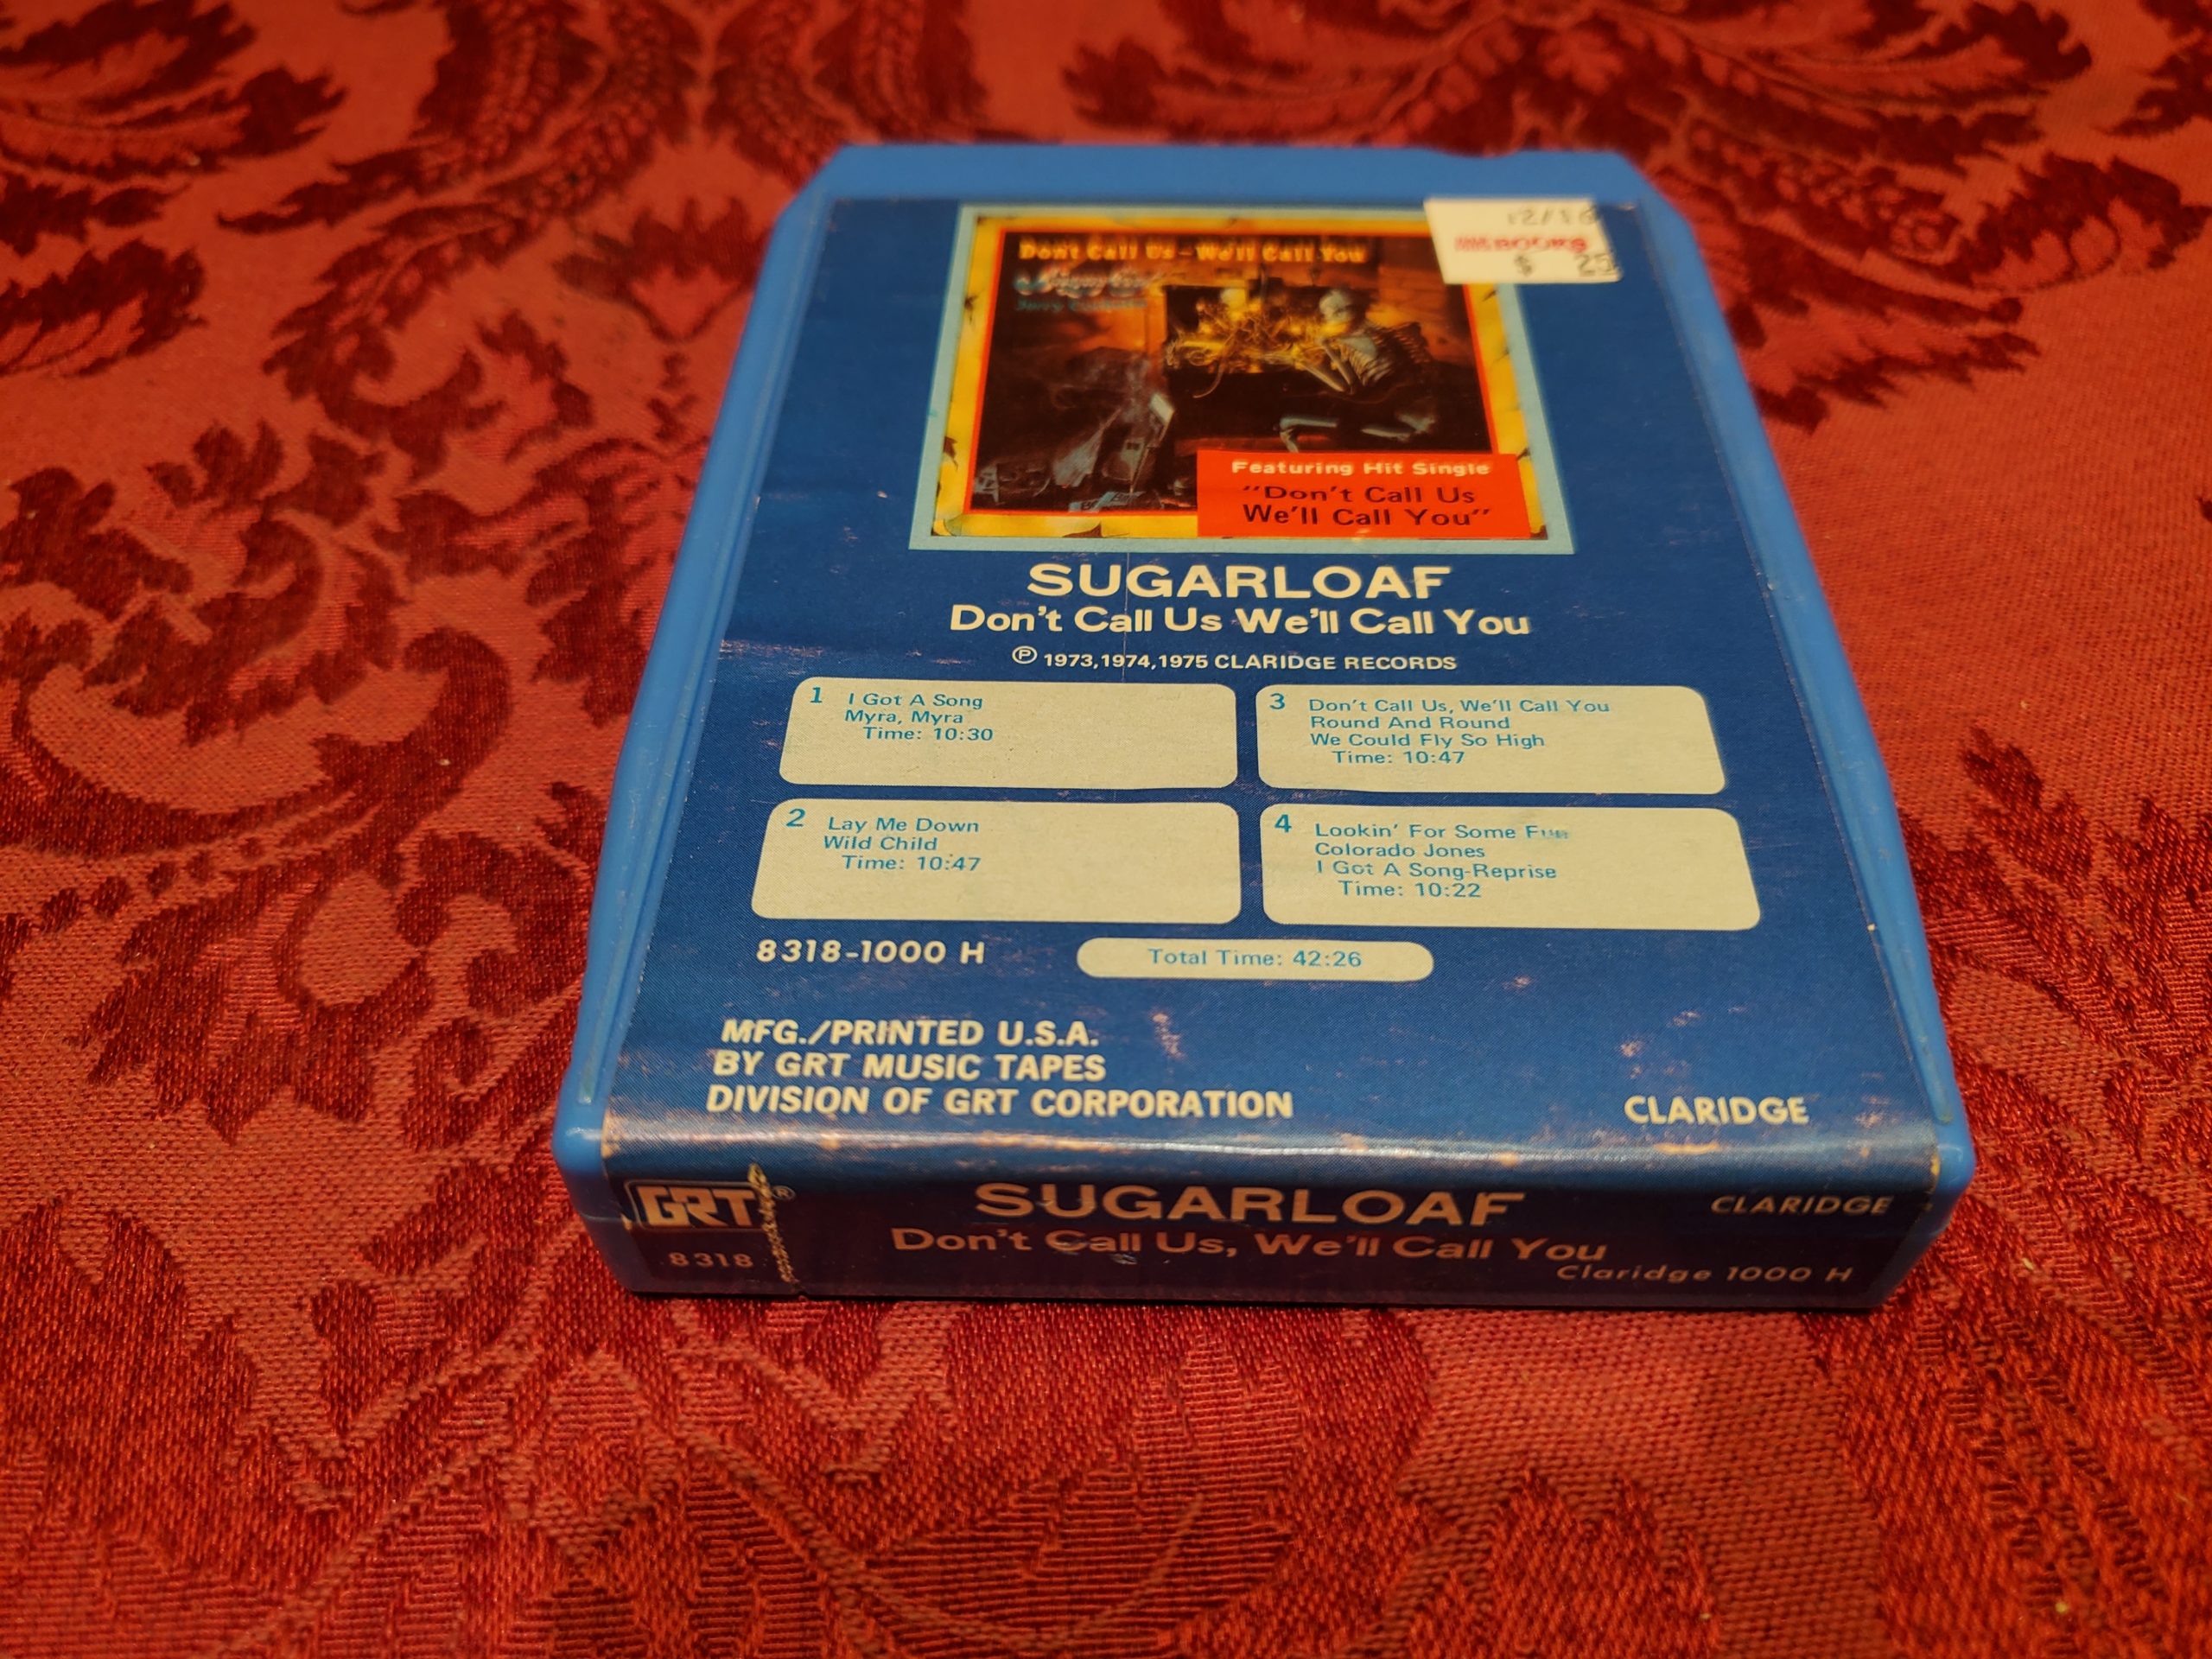 Dont Call Us - We'll Call You
12/18
$ 25
Featuring Hit Single
"Don't Call Us
We'll Call You"
SUGARLOAF
Don't Call Us We'll Call You
Ⓟ 1973,1974,1975 CLARIDGE RECORDS
1 I Got A Song
Myra, Myra
Time: 10:30
2 Lay Me Down
Wild Child
Time: 10:47
3 Don't Call Us, We'll Call You
Round And Round
We Could Fly So High
Time: 10:47
4 Lookin' For Some Fun
Colorado Jones
I Got A Song-Reprise
Time: 10:22
8318-1000 H
Total Time: 42:26
MFG./PRINTED U.S.A.
BY GRT MUSIC TAPES
DIVISION OF GRT CORPORATION
CLARIDGE
GRT®
8318
SUGARLOAF
Don't Call Us, We'll Call You
CLARIDGE
Claridge 1000 H